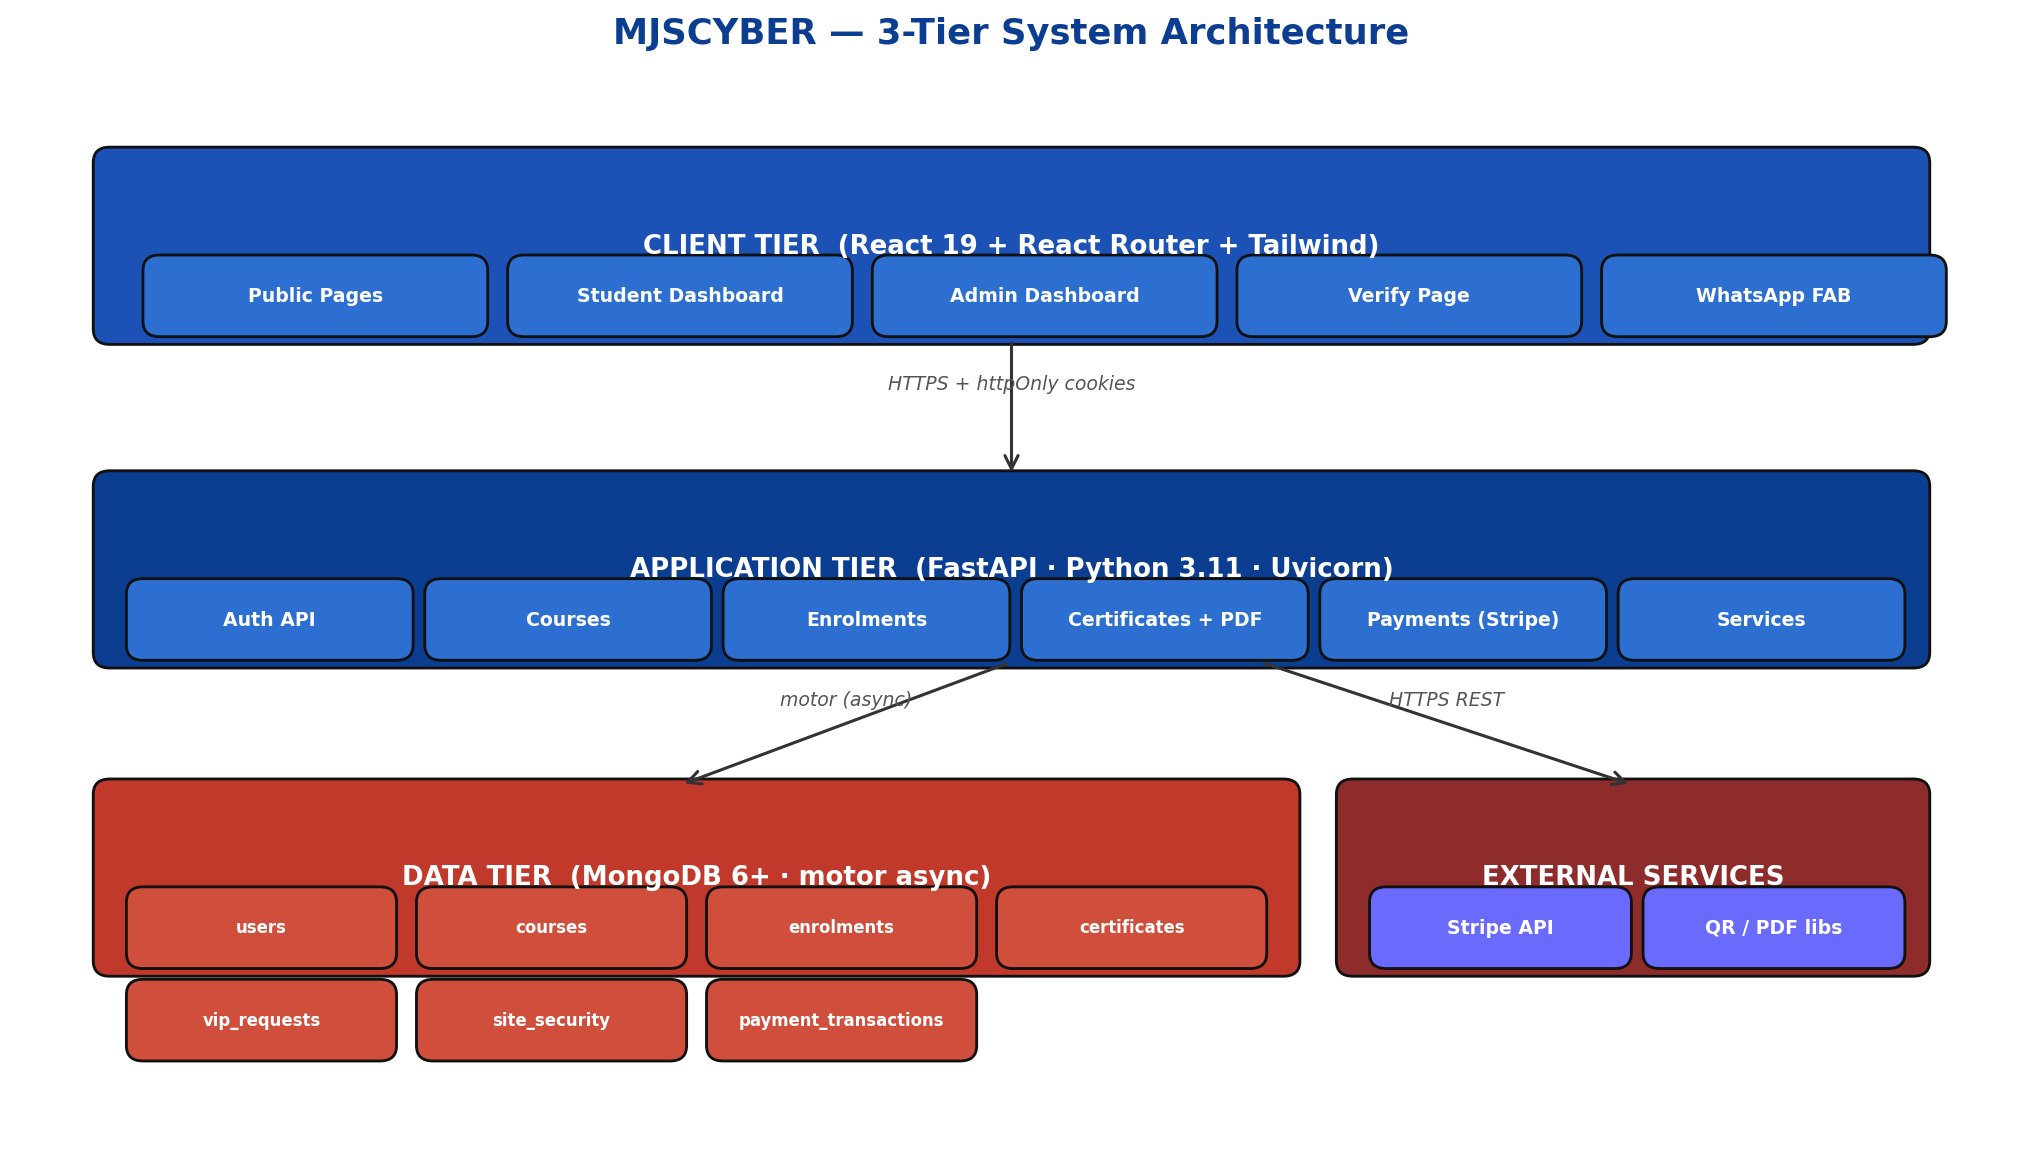 MJSCYBER — 3-Tier System Architecture
CLIENT TIER (React 19 + React Router + Tailwind)
Public Pages
Student Dashboard
Admin Dashboard
Verify Page
WhatsApp FAB
HTTPS + httpOnly cookies
APPLICATION TIER (FastAPI · Python 3.11 · Uvicorn)
Auth API
Courses
Enrolments
Certificates + PDF
Payments (Stripe)
Services
motor (async)
HTTPS REST
DATA TIER (MongoDB 6+ · motor async)
users
courses
enrolments
certificates
vip_requests
site_security
payment_transactions
EXTERNAL SERVICES
Stripe API
QR / PDF libs